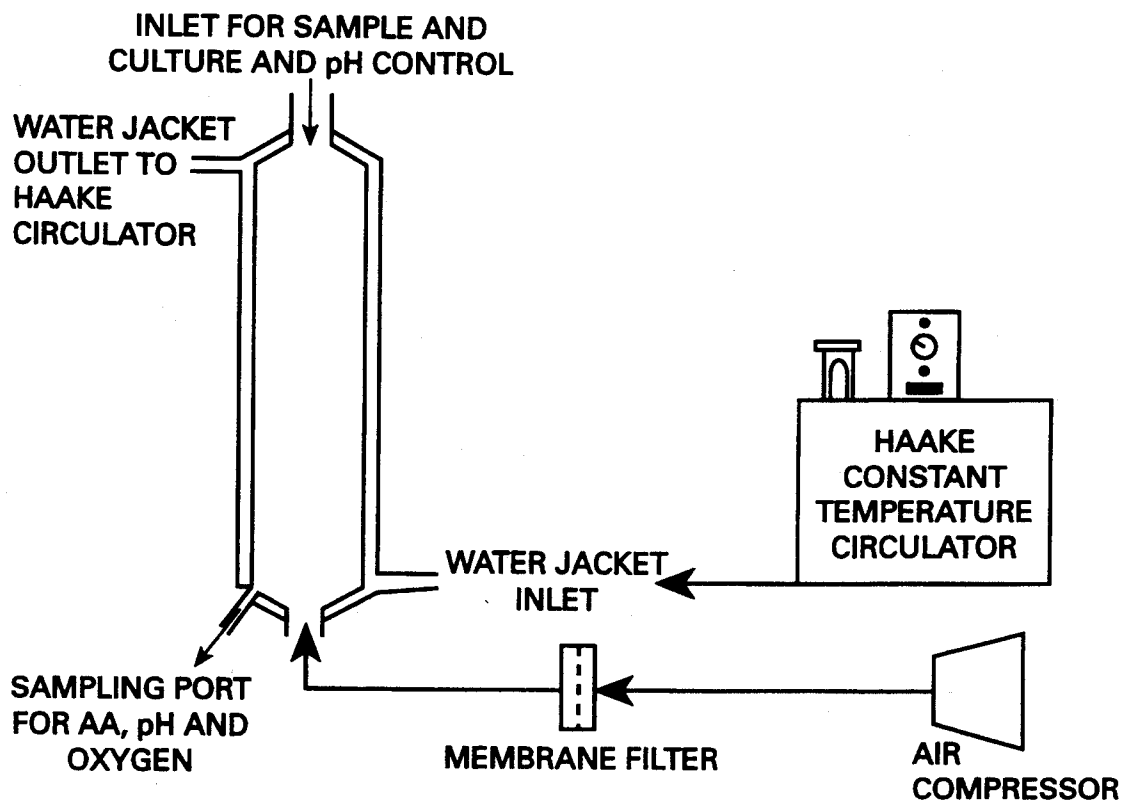 INLET FOR SAMPLE AND
CULTURE AND pH CONTROL
WATER JACKET
OUTLET TO
HAAKE
CIRCULATOR
HAAKE
CONSTANT
TEMPERATURE
CIRCULATOR
WATER JACKET
INLET
SAMPLING PORT
FOR AA, pH AND
OXYGEN
MEMBRANE FILTER
AIR
COMPRESSOR